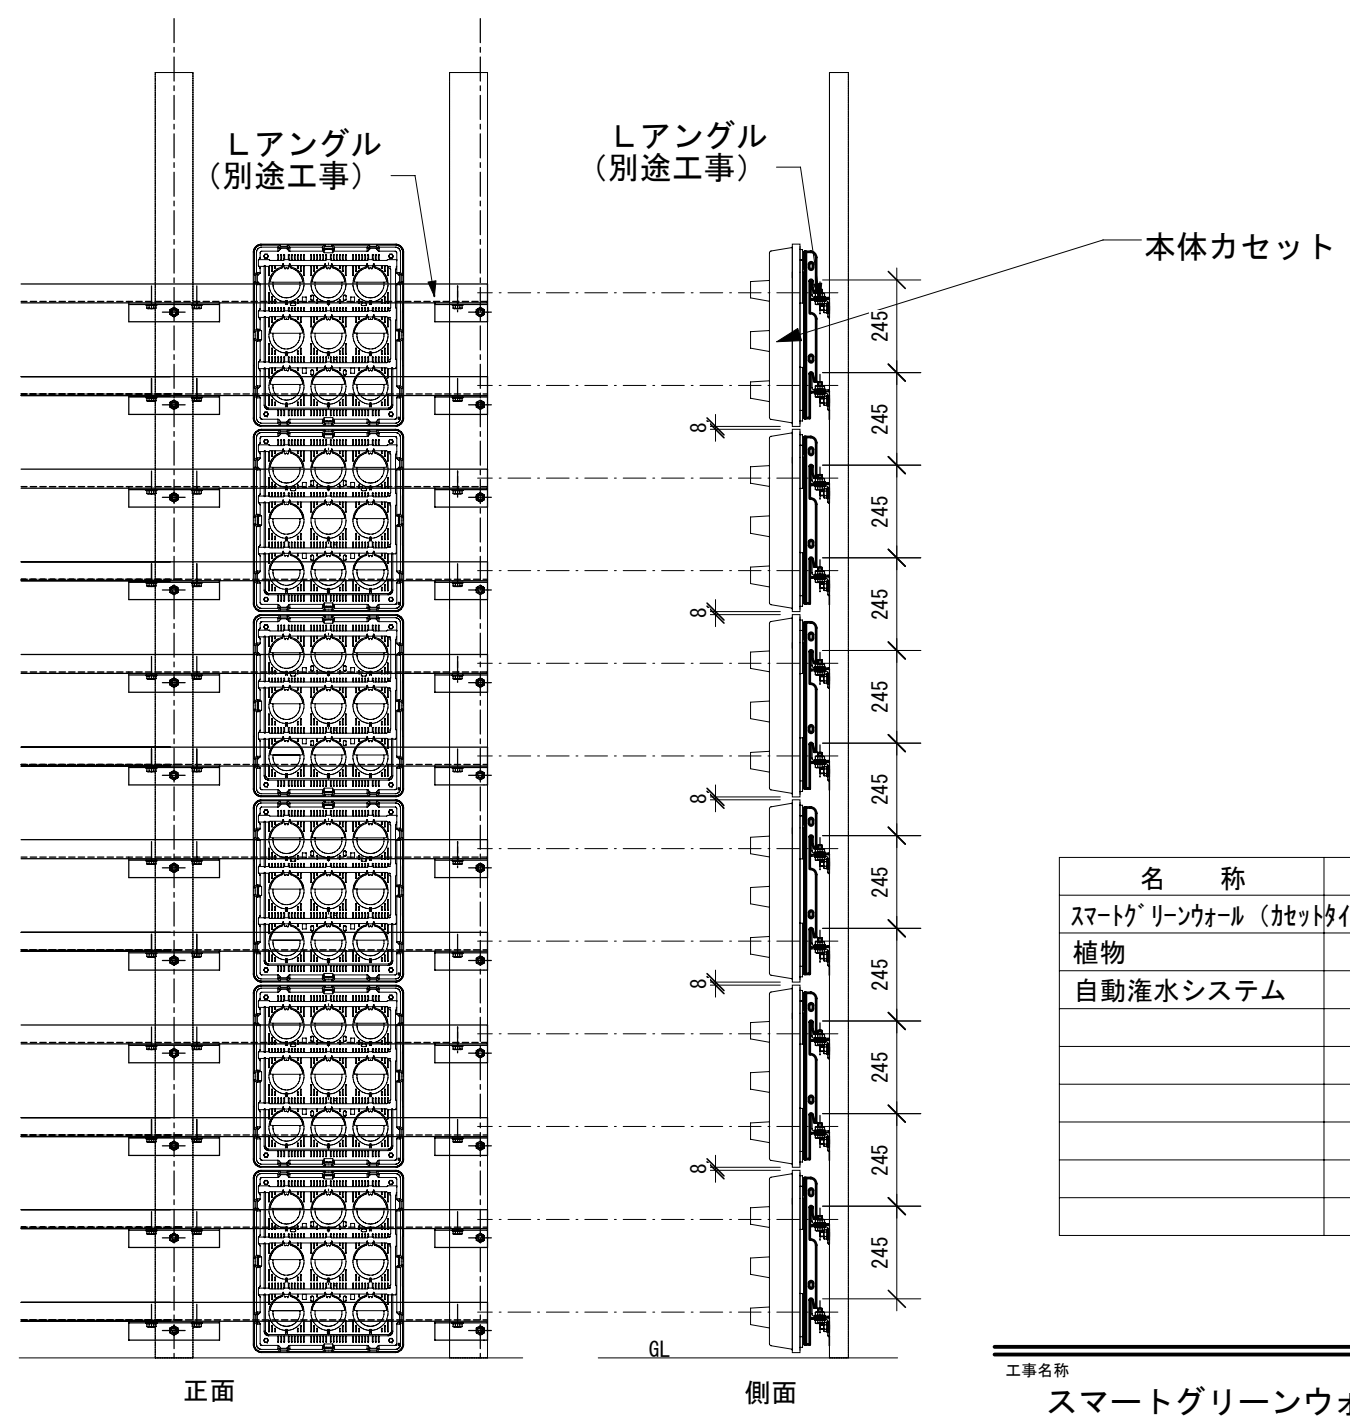 Lアングル
(別途工事)
Lアングル
(別途工事)
本体カセット
245
245
8
245
245
8
245
245
8
245
245
8
245
245
8
245
GL
正面
側面
名 称
スマートグリーンウォール (カセットタイ
植物
自動潅水システム
工事名称
スマートグリーンウォ